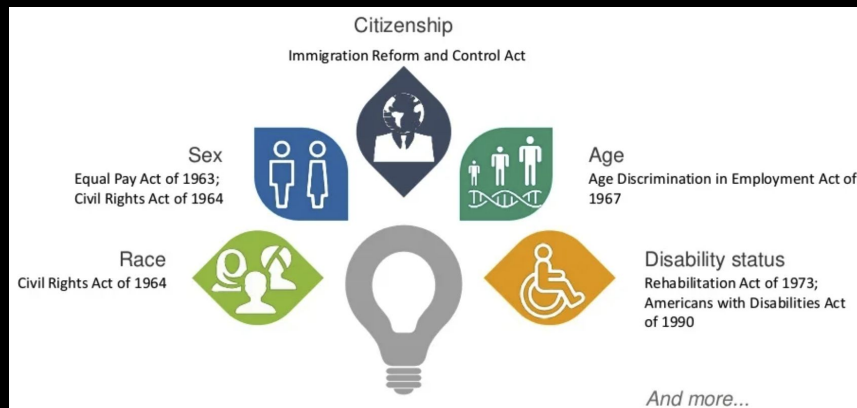 Citizenship
Immigration Reform and Control Act
Sex
Equal Pay Act of 1963;
Civil Rights Act of 1964
Age
Age Discrimination in Employment Act of
1967
Race
Civil Rights Act of 1964
Disability status
Rehabilitation Act of 1973;
Americans with Disabilities Act
of 1990
And more...